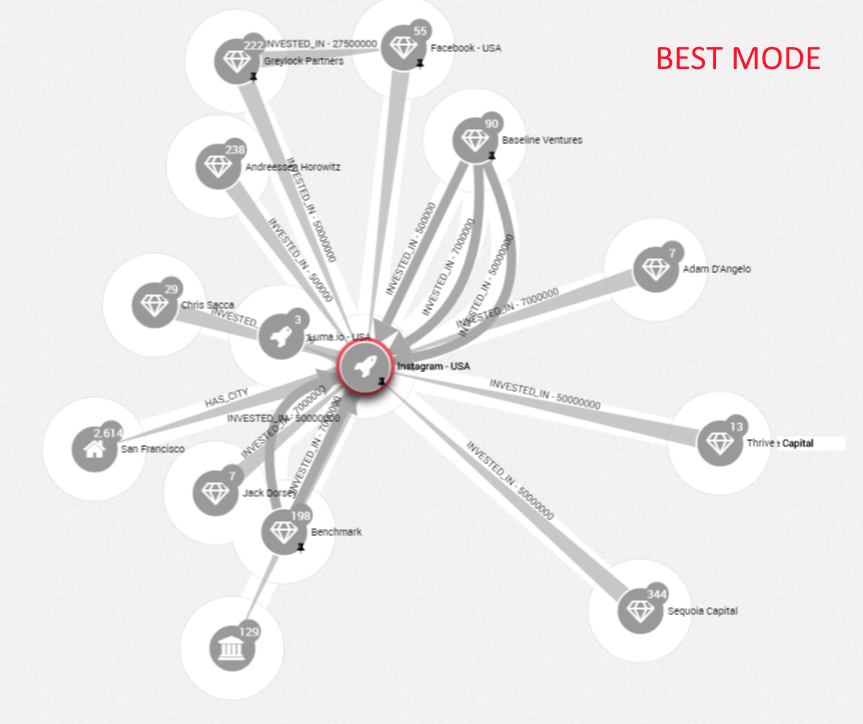 BEST MODE
222
INVESTED_IN - 27500000
55
Greylock Partners
Facebook - USA
90
Baseline Ventures
238
Andreessen Horowitz
INVESTED_IN - 50000000
INVESTED_IN - 500000
INVESTED_IN - 500000
INVESTED_IN - 7000000
INVESTED_IN - 50000000
7
Adam D'Angelo
INVESTED_IN - 7000000
29
Chris Sacca
INVESTED_
3
Luma.io - USA
Instagram - USA
HAS_CITY
INVESTED_IN - 50000000
INVESTED_IN - 7000000
INVESTED_IN - 7000000
INVESTED_IN - 50000000
13
Thrive Capital
2.614
San Francisco
7
Jack Dorsey
INVESTED_IN - 50000000
198
Benchmark
344
Sequoia Capital
129